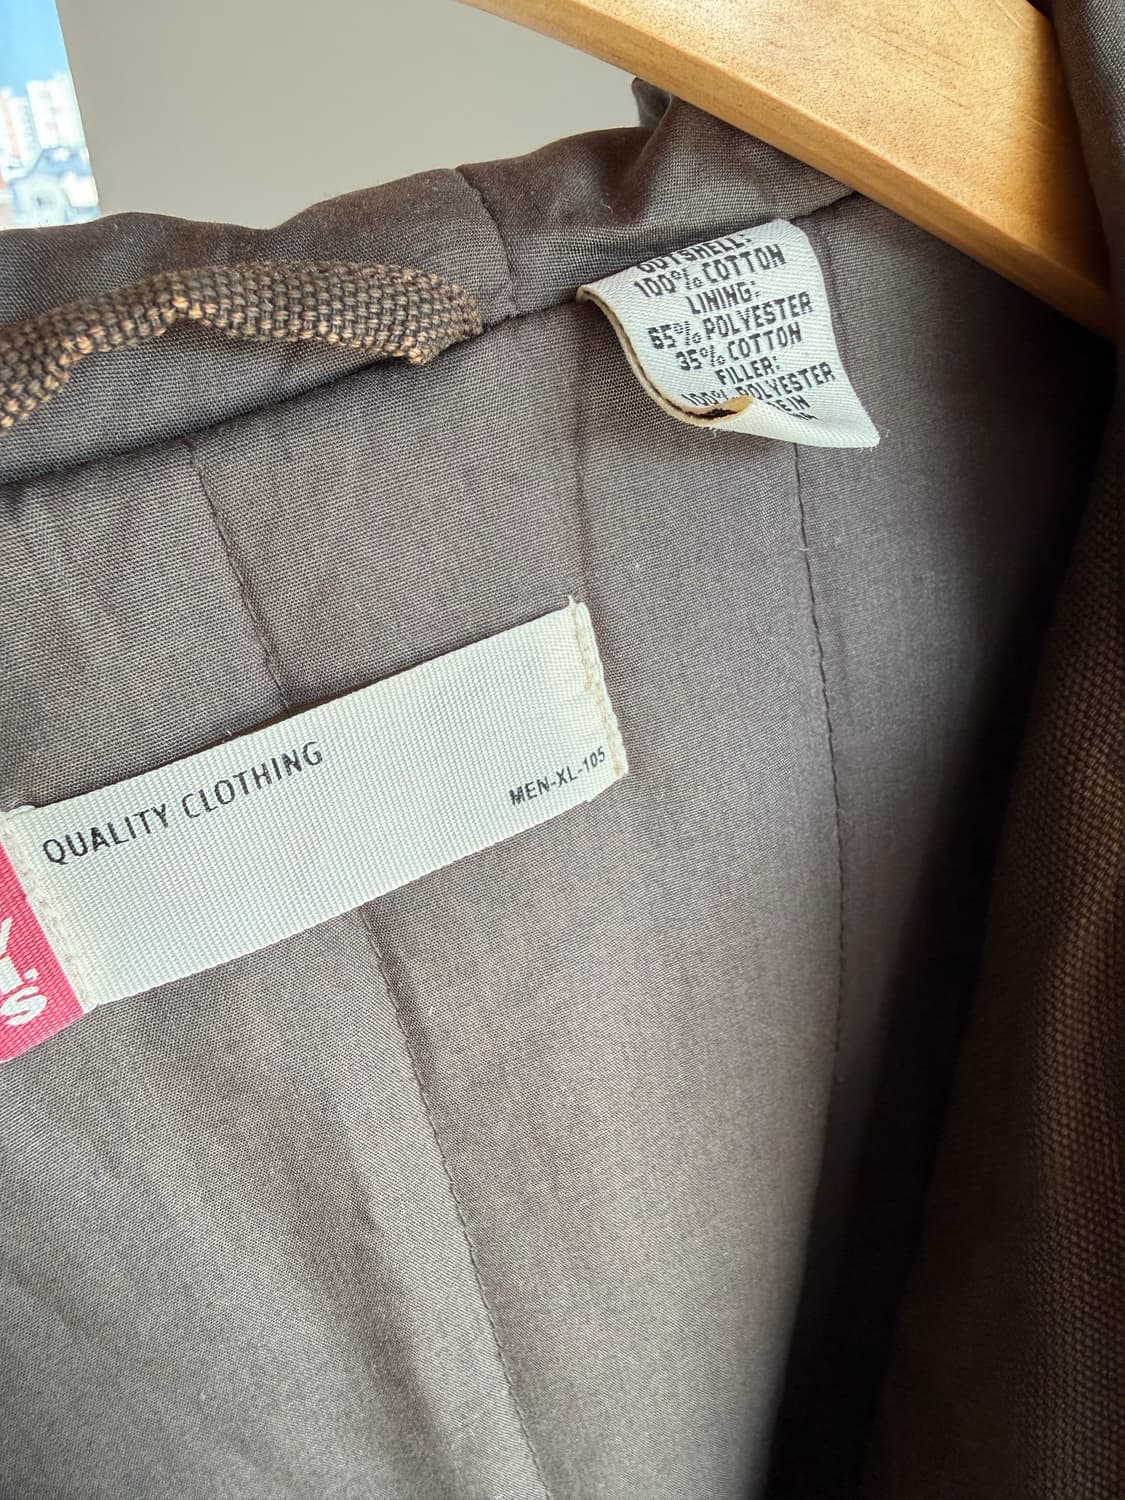 OUTSHELL:
100% COTTON
LINING:
65% POLYESTER
35% COTTON
FILLER:
100% POLYESTER
QUALITY CLOTHING
MEN-XL-105